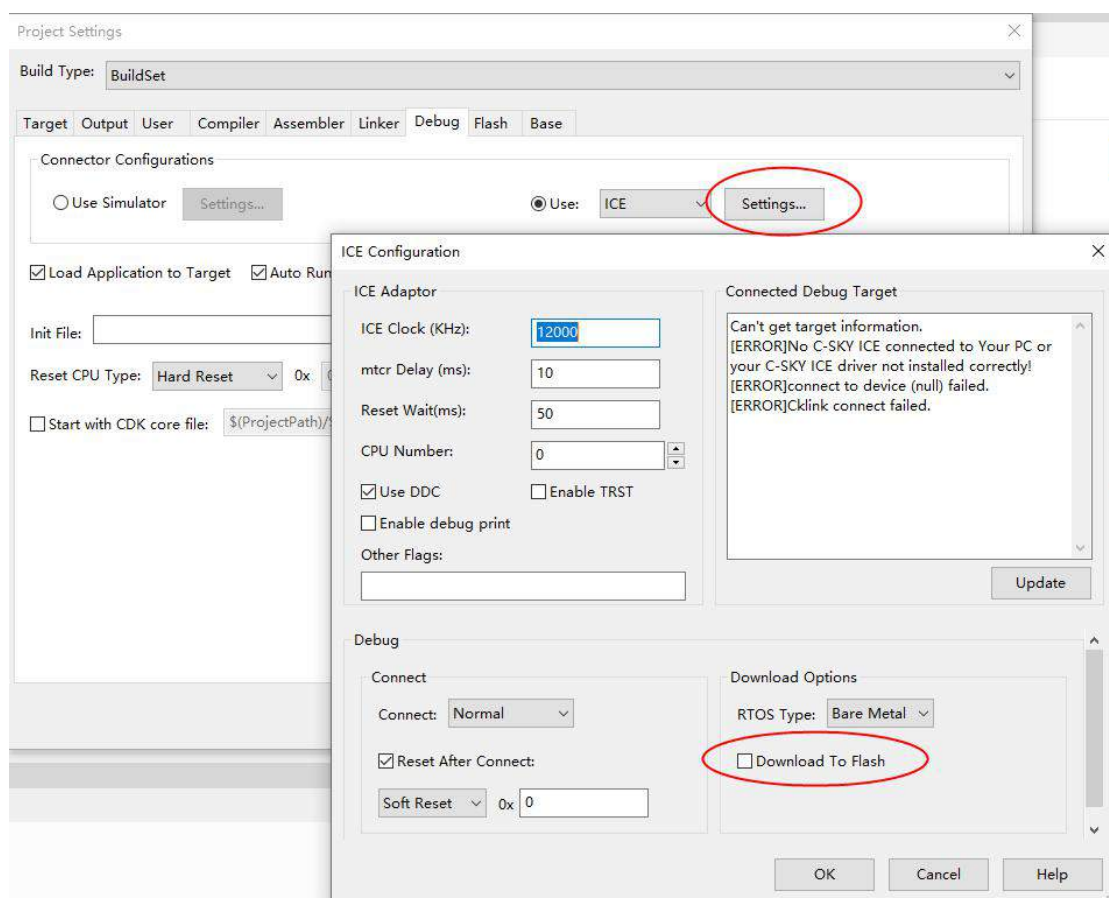 Project Settings
Build Type: BuildSet
Target Output User Compiler Assembler Linker Debug Flash Base
Connector Configurations
Use Simulator Settings... Use: ICE Settings...
Load Application to Target Auto Run
Init File:
Reset CPU Type: Hard Reset 0x
Start with CDK core file: $(ProjectPath)/
ICE Configuration
ICE Adaptor
ICE Clock (KHz): 12000
mtcr Delay (ms): 10
Reset Wait(ms): 50
CPU Number: 0
Use DDC Enable TRST
Enable debug print
Other Flags:
Connected Debug Target
Can't get target information.
[ERROR]No C-SKY ICE connected to Your PC or
your C-SKY ICE driver not installed correctly!
[ERROR]connect to device (null) failed.
[ERROR]Cklink connect failed.
Update
Debug
Connect
Connect: Normal
Reset After Connect:
Soft Reset 0x 0
Download Options
RTOS Type: Bare Metal
Download To Flash
OK Cancel Help